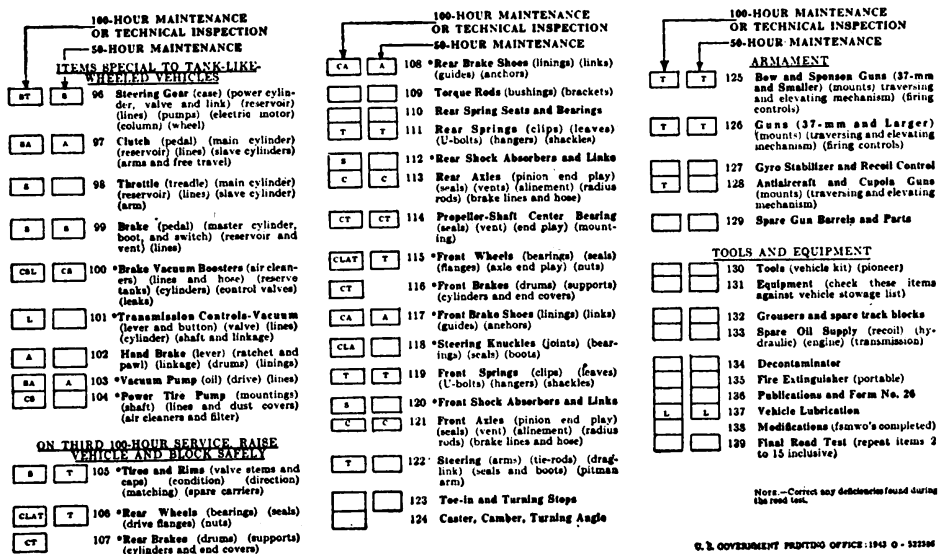 100-HOUR MAINTENANCE
OR TECHNICAL INSPECTION
50-HOUR MAINTENANCE
ITEMS SPECIAL TO TANK-LIKE-
WHEELED VEHICLES
ST S 96 Steering Gear (case) (power cylin-
der, valve and link) (reservoir)
(lines) (pumps) (electric motor)
(column) (wheel)
SA A 97 Clutch (pedal) (main cylinder)
(reservoir) (lines) (slave cylinders)
(arms and free travel)
S 98 Throttle (treadle) (main cylinder)
(reservoir) (lines) (slave cylinder)
(arm)
S S 99 Brake (pedal) (master cylinder,
boot, and switch) (reservoir and
vent) (lines)
CSL CS 100 *Brake Vacuum Boosters (air clean-
ers) (lines and hose) (reserve
tanks) (cylinders) (control valves)
(leaks)
L 101 *Transmission Controls-Vacuum
(lever and button) (valve) (lines)
(cylinder) (shaft and linkage)
A 102 Hand Brake (lever) (ratchet and
pawl) (linkage) (drums) (linings)
SA A 103 *Vacuum Pump (oil) (drive) (lines)
CS 104 *Power Tire Pump (mountings)
(shaft) (lines and dust covers)
(air cleaners and filter)
ON THIRD 100-HOUR SERVICE, RAISE
VEHICLE AND BLOCK SAFELY
S T 105 *Tires and Rims (valve stems and
caps) (condition) (direction)
(matching) (spare carriers)
CLAT T 106 *Rear Wheels (bearings) (seals)
(drive flanges) (nuts)
CT 107 *Rear Brakes (drums) (supports)
(cylinders and end covers)
100-HOUR MAINTENANCE
OR TECHNICAL INSPECTION
50-HOUR MAINTENANCE
CA A 108 *Rear Brake Shoes (linings) (links)
(guides) (anchors)
109 Torque Rods (bushings) (brackets)
110 Rear Spring Seats and Bearings
T T 111 Rear Springs (clips) (leaves)
(U-bolts) (hangers) (shackles)
S 112 *Rear Shock Absorbers and Links
C C 113 Rear Axles (pinion end play)
(seals) (vents) (alinement) (radius
rods) (brake lines and hose)
CT CT 114 Propeller-Shaft Center Bearing
(seals) (vent) (end play) (mount-
ing)
CLAT T 115 *Front Wheels (bearings) (seals)
(flanges) (axle end play) (nuts)
CT 116 *Front Brakes (drums) (supports)
(cylinders and end covers)
CA A 117 *Front Brake Shoes (linings) (links)
(guides) (anchors)
CLA 118 *Steering Knuckles (joints) (bear-
ings) (seals) (boots)
T T 119 Front Springs (clips) (leaves)
(U-bolts) (hangers) (shackles)
S 120 *Front Shock Absorbers and Links
C C 121 Front Axles (pinion end play)
(seals) (vent) (alinement) (radius
rods) (brake lines and hose)
T 122 Steering (arms) (tie-rods) (drag-
link) (seals and boots) (pitman
arm)
123 Toe-in and Turning Stops
124 Caster, Camber, Turning Angle
100-HOUR MAINTENANCE
OR TECHNICAL INSPECTION
50-HOUR MAINTENANCE
ARMAMENT
T T 125 Bow and Sponson Guns (37-mm
and Smaller) (mounts) traversing
and elevating mechanism) (firing
controls)
T T 126 Guns (37-mm and Larger)
(mounts) (traversing and elevating
mechanism) (firing controls)
127 Gyro Stabilizer and Recoil Control
T 128 Antiaircraft and Cupola Guns
(mounts) (traversing and elevating
mechanism)
129 Spare Gun Barrels and Parts
TOOLS AND EQUIPMENT
130 Tools (vehicle kit) (pioneer)
131 Equipment (check these items
against vehicle stowage list)
132 Grousers and spare track blocks
133 Spare Oil Supply (recoil) (hy-
draulic) (engine) (transmission)
134 Decontaminator
135 Fire Extinguisher (portable)
136 Publications and Form No. 26
L L 137 Vehicle Lubrication
138 Modifications (fsmwo's completed)
139 Final Road Test (repeat items 2
to 15 inclusive)
NOTE.—Correct any deficiencies found during
the road test.
U. S. GOVERNMENT PRINTING OFFICE : 1943 O - 522386